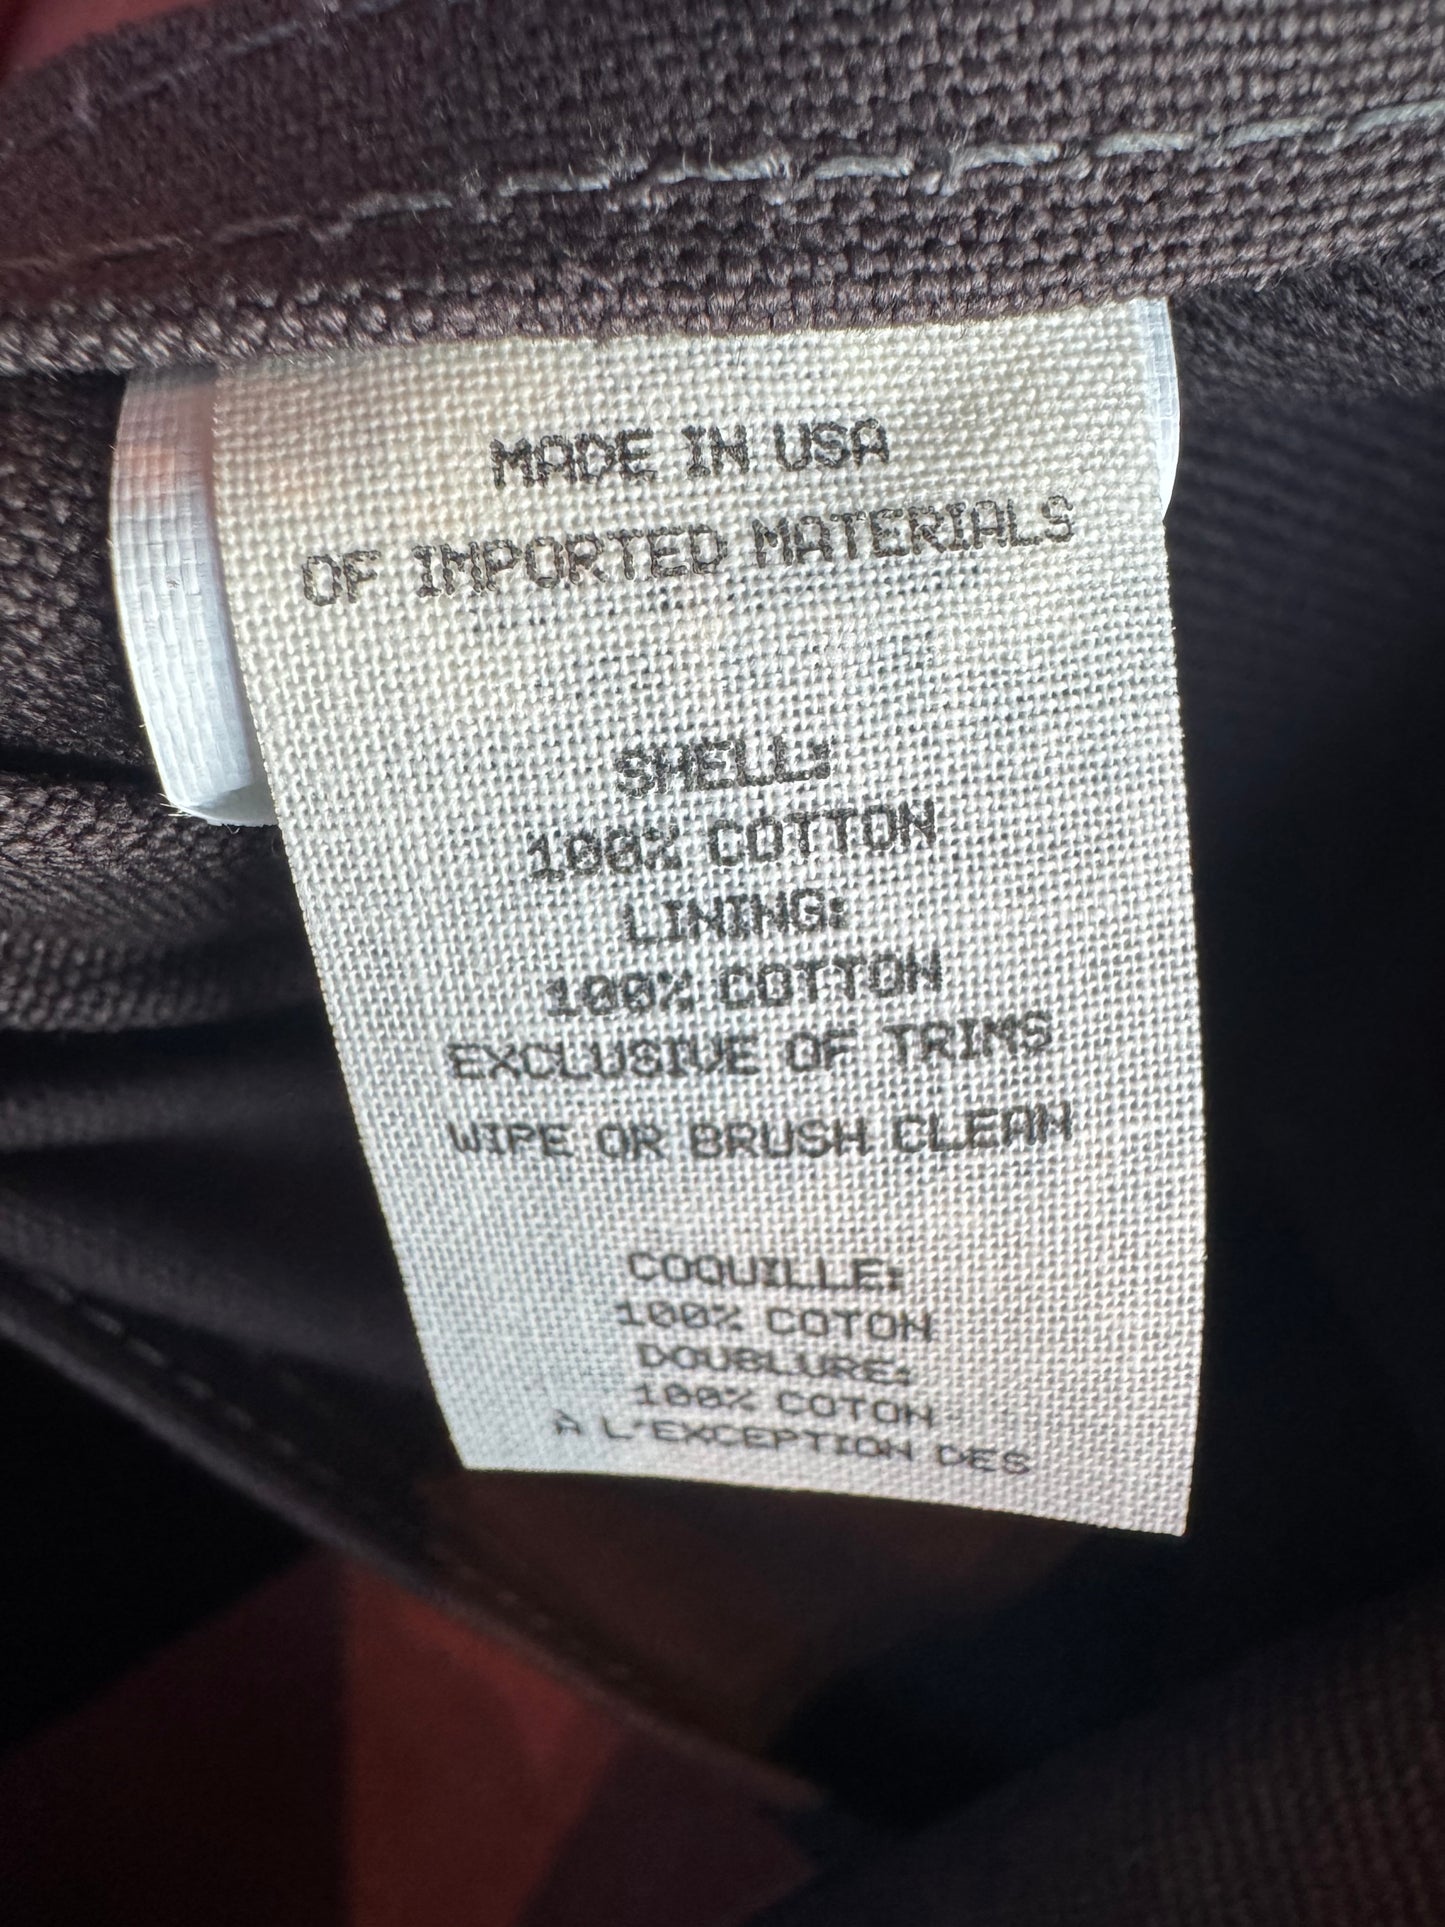 MADE IN USA
OF IMPORTED MATERIALS
SHELL:
100% COTTON
LINING:
100% COTTON
EXCLUSIVE OF TRIMS
WIPE OR BRUSH CLEAN
COQUILLE:
100% COTON
DOUBLURE:
100% COTON
À L'EXCEPTION DES